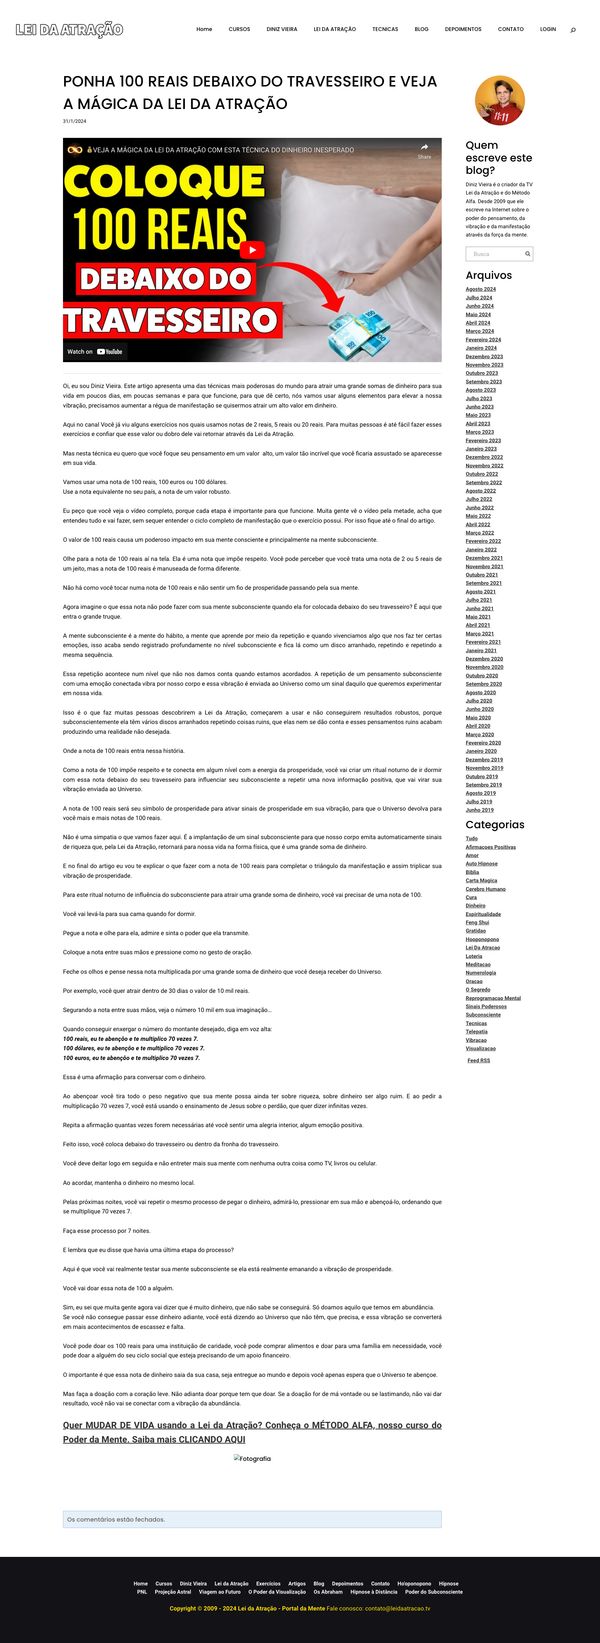 LEI DA ATRAÇÃO
Home CURSOS DINIZ VIEIRA LEI DA ATRAÇÃO TECNICAS BLOG DEPOIMENTOS CONTATO LOGIN
PONHA 100 REAIS DEBAIXO DO TRAVESSEIRO E VEJA
A MÁGICA DA LEI DA ATRAÇÃO
31/1/2024
VEJA A MÁGICA DA LEI DA ATRAÇÃO COM ESTA TÉCNICA DO DINHEIRO INESPERADO
Share
COLOQUE
100 REAIS
DEBAIXO DO
TRAVESSEIRO
Watch on YouTube
Oi, eu sou Diniz Vieira. Este artigo apresenta uma das técnicas mais poderosas do mundo para atrair uma grande somas de dinheiro para sua
vida em poucos dias, em poucas semanas e para que funcione, para que dê certo, nós vamos usar alguns elementos para elevar a nossa
vibração, precisamos aumentar a régua de manifestação se quisermos atrair um alto valor em dinheiro.
Aqui no canal Você já viu alguns exercícios nos quais usamos notas de 2 reais, 5 reais ou 20 reais. Para muitas pessoas é até fácil fazer esses
exercícios e confiar que esse valor ou dobro dele vai retornar através da Lei da Atração.
Mas nesta técnica eu quero que você foque seu pensamento em um valor alto, um valor tão incrível que você ficaria assustado se aparecesse
em sua vida.
Vamos usar uma nota de 100 reais, 100 euros ou 100 dólares.
Use a nota equivalente no seu país, a nota de um valor robusto.
Eu peço que você veja o vídeo completo, porque cada etapa é importante para que funcione. Muita gente vê o vídeo pela metade, acha que
entendeu tudo e vai fazer, sem sequer entender o ciclo completo de manifestação que o exercício possui. Por isso fique até o final do artigo.
O valor de 100 reais causa um poderoso impacto em sua mente consciente e principalmente na mente subconsciente.
Olhe para a nota de 100 reais aí na tela. Ela é uma nota que impõe respeito. Você pode perceber que você trata uma nota de 2 ou 5 reais de
um jeito, mas a nota de 100 reais é manuseada de forma diferente.
Não há como você tocar numa nota de 100 reais e não sentir um fio de prosperidade passando pela sua mente.
Agora imagine o que essa nota não pode fazer com sua mente subconsciente quando ela for colocada debaixo do seu travesseiro? É aqui que
entra o grande truque.
A mente subconsciente é a mente do hábito, a mente que aprende por meio da repetição e quando vivenciamos algo que nos faz ter certas
emoções, isso acaba sendo registrado profundamente no nível subconsciente e fica lá como um disco arranhado, repetindo e repetindo a
mesma sequência.
Essa repetição acontece num nível que não nos damos conta quando estamos acordados. A repetição de um pensamento subconsciente
com uma emoção conectada vibra por nosso corpo e essa vibração é enviada ao Universo como um sinal daquilo que queremos experimentar
em nossa vida.
Isso é o que faz muitas pessoas descobrirem a Lei da Atração, começarem a usar e não conseguirem resultados robustos, porque
subconscientemente ela têm vários discos arranhados repetindo coisas ruins, que elas nem se dão conta e esses pensamentos ruins acabam
produzindo uma realidade não desejada.
Onde a nota de 100 reais entra nessa história.
Como a nota de 100 impõe respeito e te conecta em algum nível com a energia da prosperidade, você vai criar um ritual noturno de ir dormir
com essa nota debaixo do seu travesseiro para influenciar seu subconsciente a repetir uma nova informação positiva, que vai virar sua
vibração enviada ao Universo.
A nota de 100 reais será seu símbolo de prosperidade para ativar sinais de prosperidade em sua vibração, para que o Universo devolva para
você mais e mais notas de 100 reais.
Não é uma simpatia o que vamos fazer aqui. É a implantação de um sinal subconsciente para que nosso corpo emita automaticamente sinais
de riqueza que, pela Lei da Atração, retornará para nossa vida na forma física, que é uma grande soma de dinheiro.
E no final do artigo eu vou te explicar o que fazer com a nota de 100 reais para completar o triângulo da manifestação e assim triplicar sua
vibração de prosperidade.
Para este ritual noturno de influência do subconsciente para atrair uma grande soma de dinheiro, você vai precisar de uma nota de 100.
Você vai levá-la para sua cama quando for dormir.
Pegue a nota e olhe para ela, admire e sinta o poder que ela transmite.
Coloque a nota entre suas mãos e pressione como no gesto de oração.
Feche os olhos e pense nessa nota multiplicada por uma grande soma de dinheiro que você deseja receber do Universo.
Por exemplo, você quer atrair dentro de 30 dias o valor de 10 mil reais.
Segurando a nota entre suas mãos, veja o número 10 mil em sua imaginação...
Quando conseguir enxergar o número do montante desejado, diga em voz alta:
100 reais, eu te abençôo e te multiplico 70 vezes 7.
100 dólares, eu te abençôo e te multiplico 70 vezes 7.
100 euros, eu te abençôo e te multiplico 70 vezes 7.
Essa é uma afirmação para conversar com o dinheiro.
Ao abençoar você tira todo o peso negativo que sua mente possa ainda ter sobre riqueza, sobre dinheiro ser algo ruim. E ao pedir a
multiplicação 70 vezes 7, você está usando o ensinamento de Jesus sobre o perdão, que quer dizer infinitas vezes.
Repita a afirmação quantas vezes forem necessárias até você sentir uma alegria interior, algum emoção positiva.
Feito isso, você coloca debaixo do travesseiro ou dentro da fronha do travesseiro.
Você deve deitar logo em seguida e não entreter mais sua mente com nenhuma outra coisa como TV, livros ou celular.
Ao acordar, mantenha o dinheiro no mesmo local.
Pelas próximas noites, você vai repetir o mesmo processo de pegar o dinheiro, admirá-lo, pressionar em sua mão e abençoá-lo, ordenando que
se multiplique 70 vezes 7.
Faça esse processo por 7 noites.
E lembra que eu disse que havia uma última etapa do processo?
Aqui é que você vai realmente testar sua mente subconsciente se ela está realmente emanando a vibração de prosperidade.
Você vai doar essa nota de 100 a alguém.
Sim, eu sei que muita gente agora vai dizer que é muito dinheiro, que não sabe se conseguirá. Só doamos aquilo que temos em abundância.
Se você não consegue passar esse dinheiro adiante, você está dizendo ao Universo que não têm, que precisa, e essa vibração se converterá
em mais acontecimentos de escassez e falta.
Você pode doar os 100 reais para uma instituição de caridade, você pode comprar alimentos e doar para uma família em necessidade, você
pode doar a alguém do seu ciclo social que esteja precisando de um apoio financeiro.
O importante é que essa nota de dinheiro saia da sua casa, seja entregue ao mundo e depois você apenas espera que o Universo te abençoe.
Mas faça a doação com a coração leve. Não adianta doar porque tem que doar. Se a doação for de má vontade ou se lastimando, não vai dar
resultado, você não vai se conectar com a vibração da abundância.
Quer MUDAR DE VIDA usando a Lei da Atração? Conheça o MÉTODO ALFA, nosso curso do
Poder da Mente. Saiba mais CLICANDO AQUI
Fotografia
Os comentários estão fechados.
11:11
Quem
escreve este
blog?
Diniz Vieira é o criador da TV
Lei da Atração e do Método
Alfa. Desde 2009 que ele
escreve na Internet sobre o
poder do pensamento, da
vibração e da manifestação
através da força da mente.
Busca
Arquivos
Agosto 2024
Julho 2024
Junho 2024
Maio 2024
Abril 2024
Março 2024
Fevereiro 2024
Janeiro 2024
Dezembro 2023
Novembro 2023
Outubro 2023
Setembro 2023
Agosto 2023
Julho 2023
Junho 2023
Maio 2023
Abril 2023
Março 2023
Fevereiro 2023
Janeiro 2023
Dezembro 2022
Novembro 2022
Outubro 2022
Setembro 2022
Agosto 2022
Julho 2022
Junho 2022
Maio 2022
Abril 2022
Março 2022
Fevereiro 2022
Janeiro 2022
Dezembro 2021
Novembro 2021
Outubro 2021
Setembro 2021
Agosto 2021
Julho 2021
Junho 2021
Maio 2021
Abril 2021
Março 2021
Fevereiro 2021
Janeiro 2021
Dezembro 2020
Novembro 2020
Outubro 2020
Setembro 2020
Agosto 2020
Julho 2020
Junho 2020
Maio 2020
Abril 2020
Março 2020
Fevereiro 2020
Janeiro 2020
Dezembro 2019
Novembro 2019
Outubro 2019
Setembro 2019
Agosto 2019
Julho 2019
Junho 2019
Categorias
Tudo
Afirmacoes Positivas
Amor
Auto Hipnose
Biblia
Carta Magica
Cerebro Humano
Cura
Dinheiro
Espiritualidade
Feng Shui
Gratidao
Hooponopono
Lei Da Atracao
Loteria
Meditacao
Numerologia
Oracao
O Segredo
Reprogramacao Mental
Sinais Poderosos
Subconsciente
Tecnicas
Telepatia
Vibracao
Visualizacao
Feed RSS
Home Cursos Diniz Vieira Lei da Atração Exercícios Artigos Blog Depoimentos Contato Ho'oponopono Hipnose
PNL Projeção Astral Viagem ao Futuro O Poder da Visualização Os Abraham Hipnose à Distância Poder do Subconsciente
Copyright © 2009 - 2024 Lei da Atração - Portal da Mente Fale conosco: contato@leidaatracao.tv